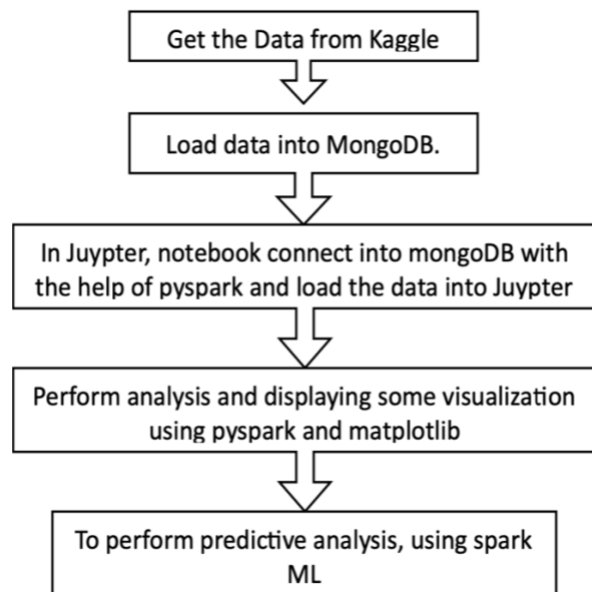 Get the Data from Kaggle
Load data into MongoDB.
In Juypter, notebook connect into mongoDB with
the help of pyspark and load the data into Juypter
Perform analysis and displaying some visualization
using pyspark and matplotlib
To perform predictive analysis, using spark
ML